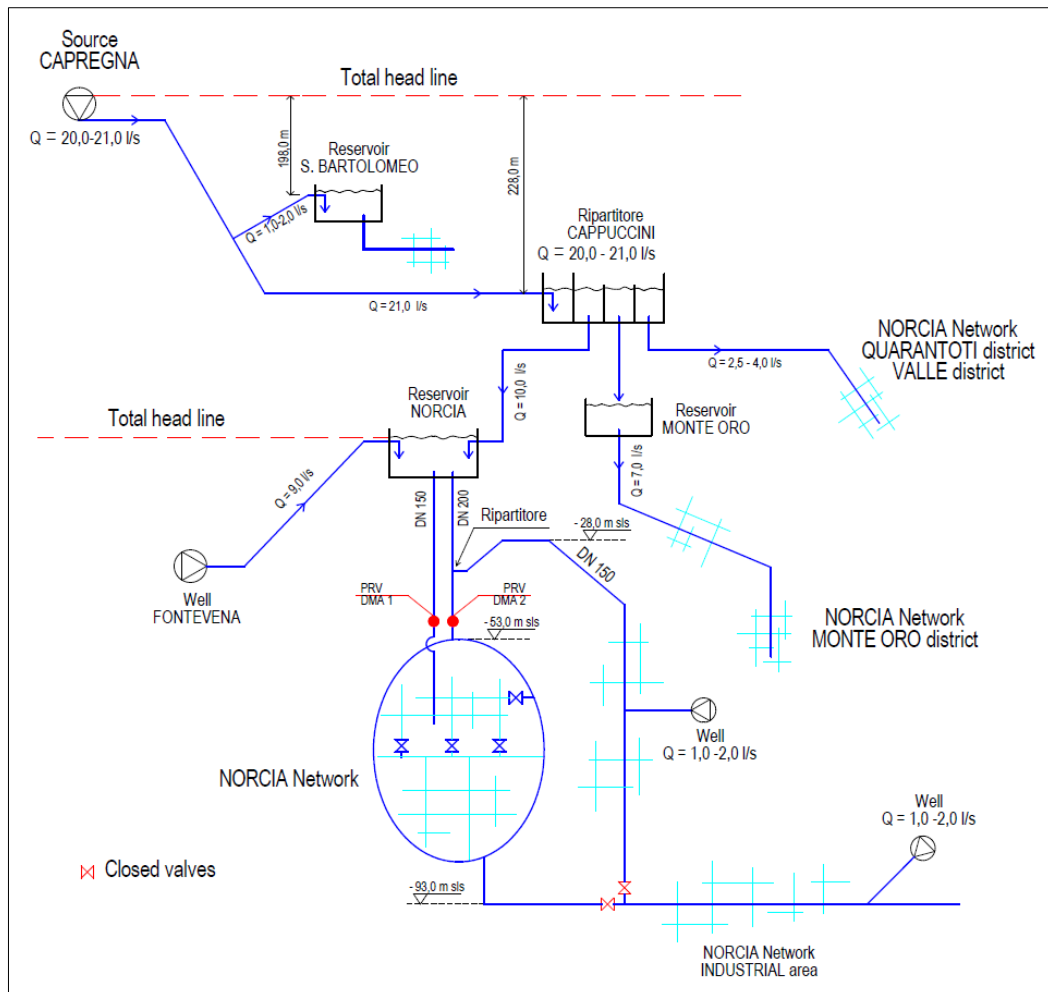 Source
CAPREGNA
Total head line
Q = 20,0-21,0 l/s
198,0 m
228,0 m
Reservoir
S. BARTOLOMEO
Q = 1,0-2,0 l/s
Ripartitore
CAPPUCCINI
Q = 20,0 - 21,0 l/s
Q = 21,0 l/s
NORCIA Network
QUARANTOTI district
VALLE district
Q = 2,5 - 4,0 l/s
Q = 10,0 l/s
Reservoir
NORCIA
Total head line
Reservoir
MONTE ORO
Q = 7,0 l/s
Q = 9,0 l/s
DN 150
DN 200
Ripartitore
- 28,0 m sls
DN 150
Well
FONTEVENA
PRV
DMA 1
PRV
DMA 2
- 53,0 m sls
NORCIA Network
MONTE ORO district
Well
Q = 1,0 -2,0 l/s
NORCIA Network
Well
Q = 1,0 -2,0 l/s
Closed valves
- 93,0 m sls
NORCIA Network
INDUSTRIAL area